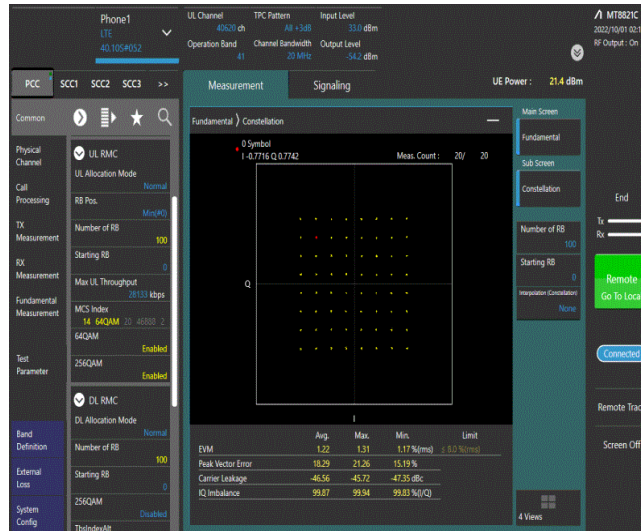 Phone1
LTE
40.105#052
UL Channel
40620 ch
TPC Pattern
Alt +3dB
Input Level
33.0 dBm
Operation Band
41
Channel Bandwidth
20 MHz
Output Level
-54.2 dBm
MT8821C
RF Output : On
PCC
SCC1
SCC2
SCC3
>>
Measurement
Signaling
UE Power :
21.4 dBm
Common
Physical
Channel
Call
Processing
TX
Measurement
RX
Measurement
Fundamental
Measurement
Test
Parameter
Band
Definition
External
Loss
System
Config
UL RMC
UL Allocation Mode
Normal
RB Pos.
Min(#0)
Number of RB
100
Starting RB
0
Max UL Throughput
28133 kbps
MCS Index
14 64QAM 20 46888 2
64QAM
Enabled
256QAM
Enabled
DL RMC
DL Allocation Mode
Normal
Number of RB
100
Starting RB
0
256QAM
Disabled
TbsIndexAlt
Fundamental ⟩ Constellation
0 Symbol
I -0.7716 Q 0.7742
Meas. Count : 20/ 20
Q
I
Avg. Max. Min. Limit
EVM 1.22 1.31 1.17 %(rms) ≤ 8.0 %(rms)
Peak Vector Error 18.29 21.26 15.19 %
Carrier Leakage -46.56 -45.72 -47.35 dBc
IQ Imbalance 99.87 99.94 99.83 %(I/Q)
Main Screen
Fundamental
Sub Screen
Constellation
Number of RB
100
Starting RB
0
Interpolation (Constellation)
None
4 Views
End
Tx
Rx
Remote
Go To Local
Connected
Remote Trac
Screen Off